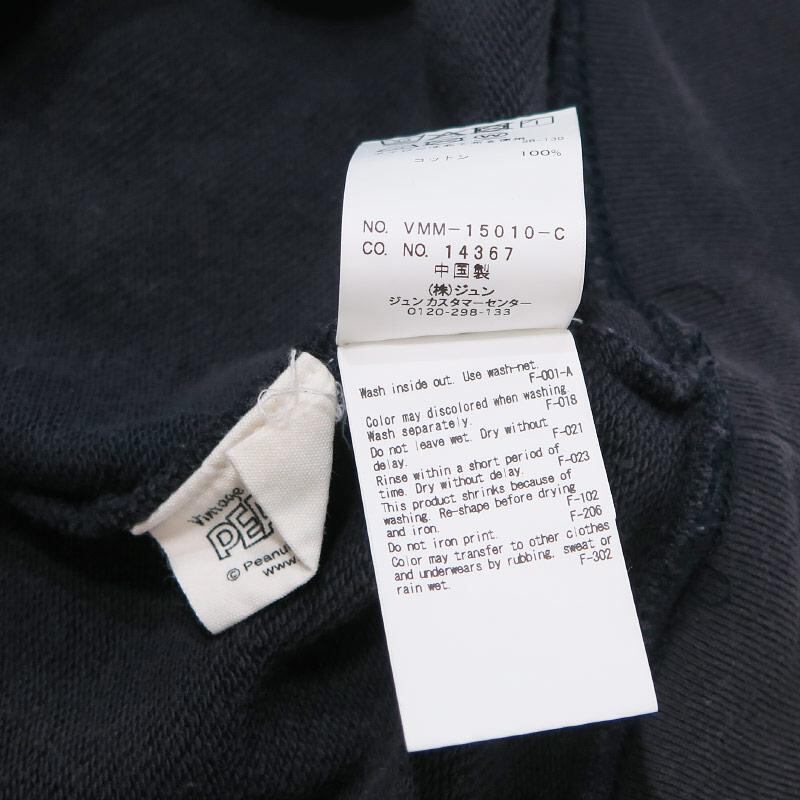 コットン 100%
NO. VMM-15010-C
CO. NO. 14367
中国製
(株)ジュン
ジュン カスタマーセンター
0120-298-133
Wash inside out. Use wash-net.
F-001-A
Color may discolored when washing.
Wash separately. F-018
Do not leave wet. Dry without
delay. F-021
Rinse within a short period of
time. Dry without delay. F-023
This product shrinks because of
washing. Re-shape before drying
and iron. F-102
Do not iron print. F-206
Color may transfer to other clothes
and underwears by rubbing, sweat or
rain wet. F-302
Vintage
© Peanu
www.